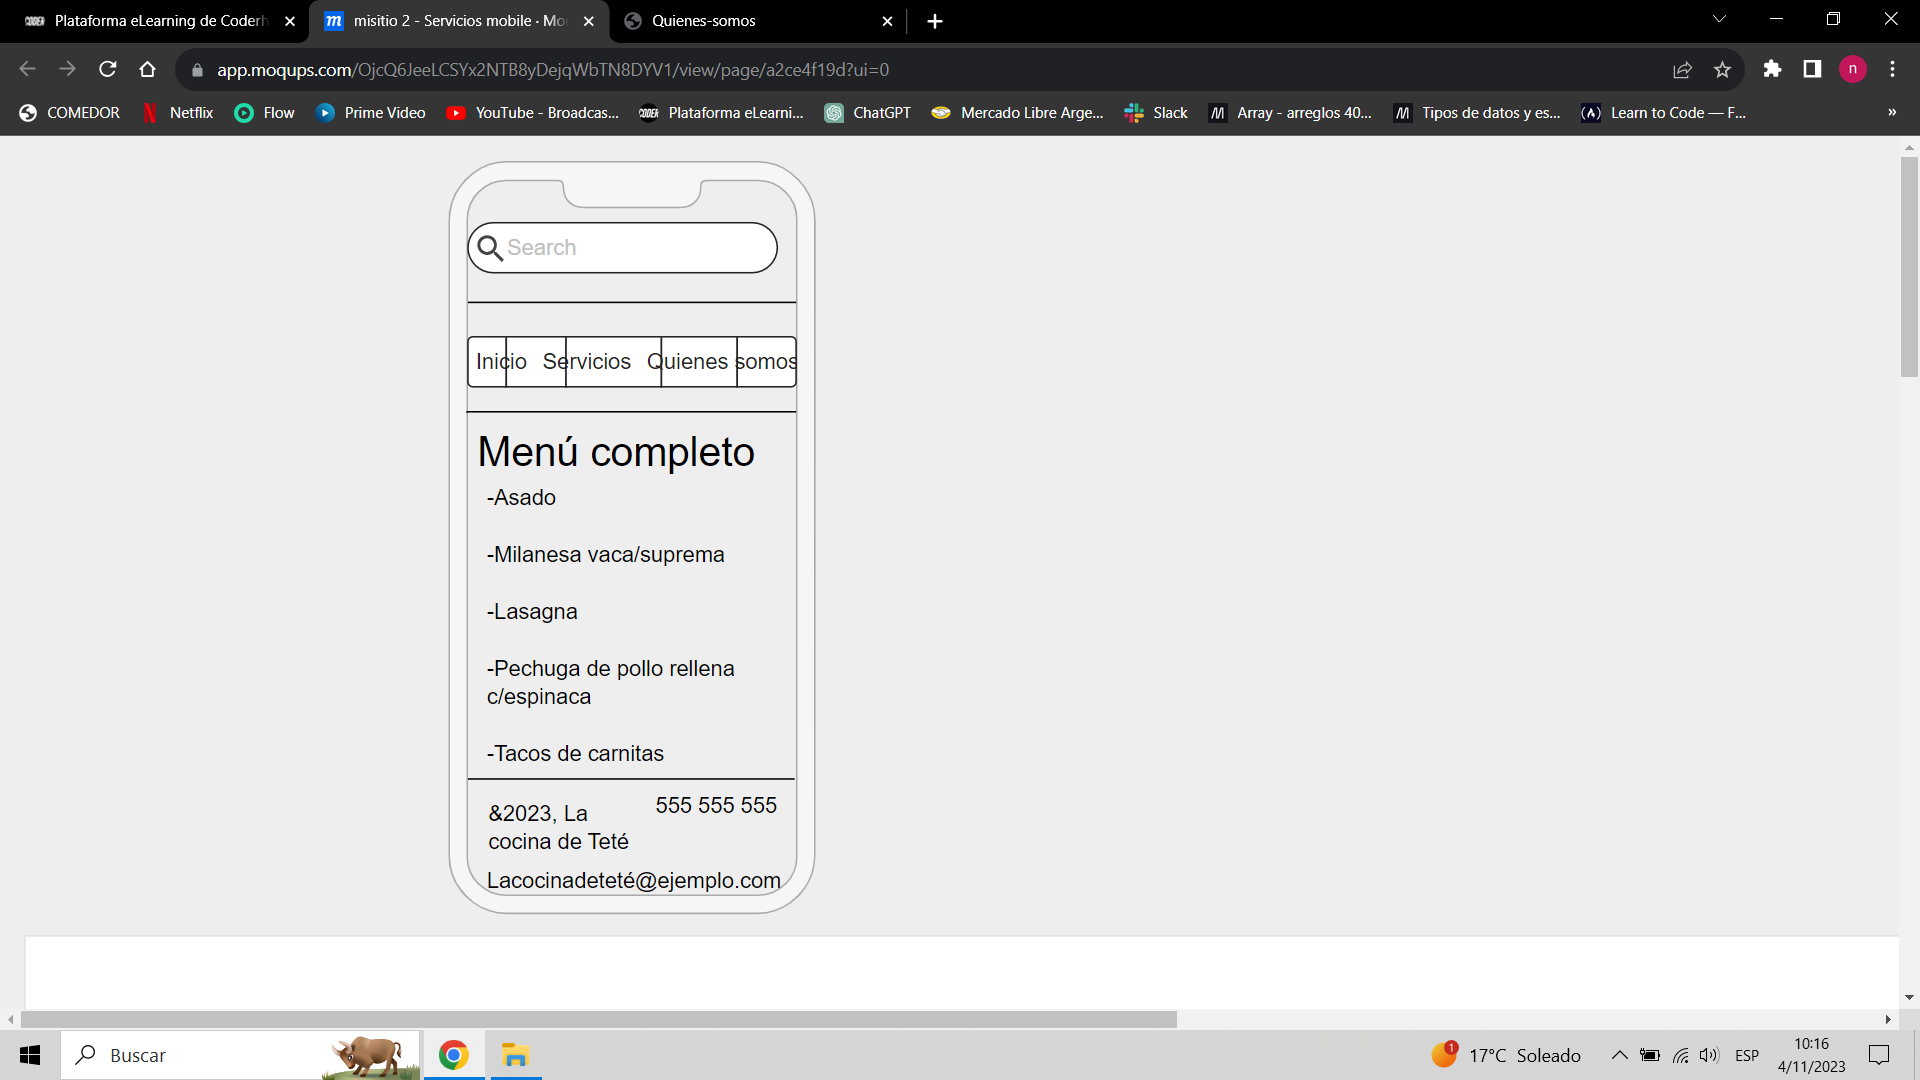 Plataforma eLearning de Coderh
misitio 2 - Servicios mobile · Mo
Quienes-somos
app.moqups.com/OjcQ6JeeLCSYx2NTB8yDejqWbTN8DYV1/view/page/a2ce4f19d?ui=0
n
COMEDOR
Netflix
Flow
Prime Video
YouTube - Broadcas...
CODER
Plataforma eLearni...
ChatGPT
Mercado Libre Arge...
Slack
Array - arreglos 40...
Tipos de datos y es...
Learn to Code — F...
»
Search
Inicio Servicios Quienes somos
Menú completo
-Asado
-Milanesa vaca/suprema
-Lasagna
-Pechuga de pollo rellena
c/espinaca
-Tacos de carnitas
&2023, La
cocina de Teté
555 555 555
Lacocinadeteté@ejemplo.com
Buscar
1
17°C Soleado
ESP
10:16
4/11/2023